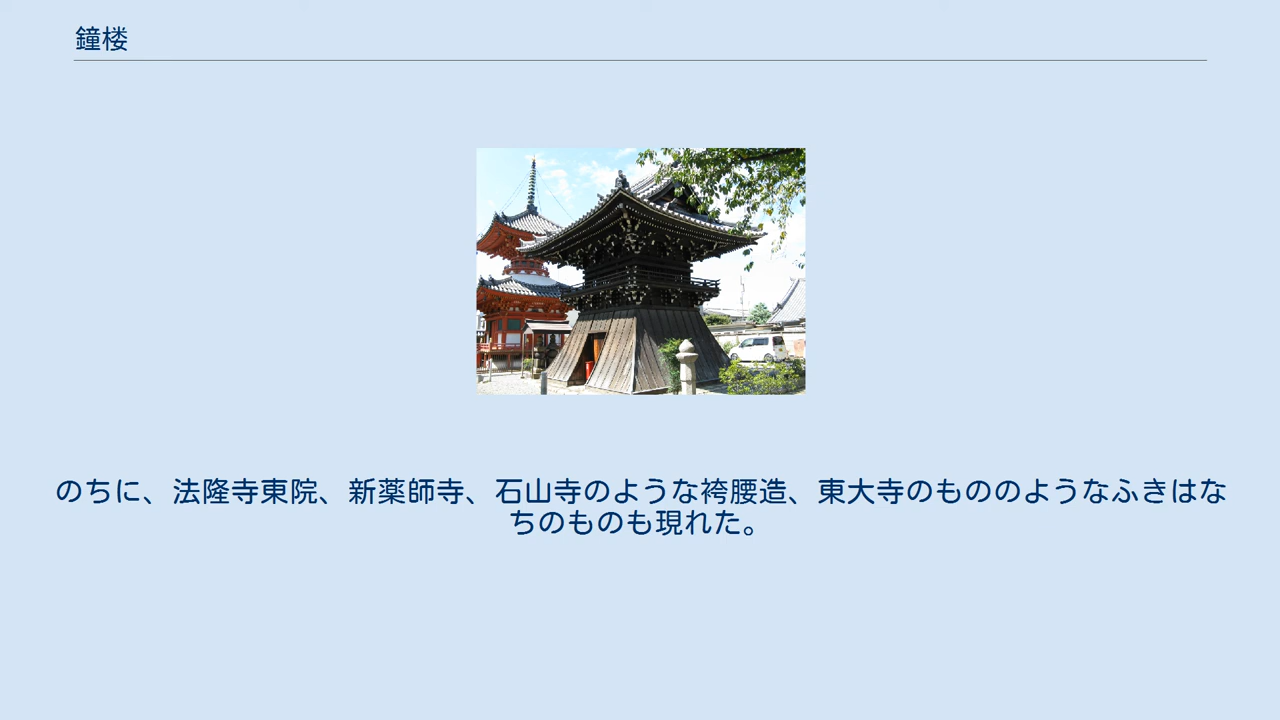 鐘楼
のちに、法隆寺東院、新薬師寺、石山寺のような袴腰造、東大寺のもののようなふきはな
ちのものも現れた。